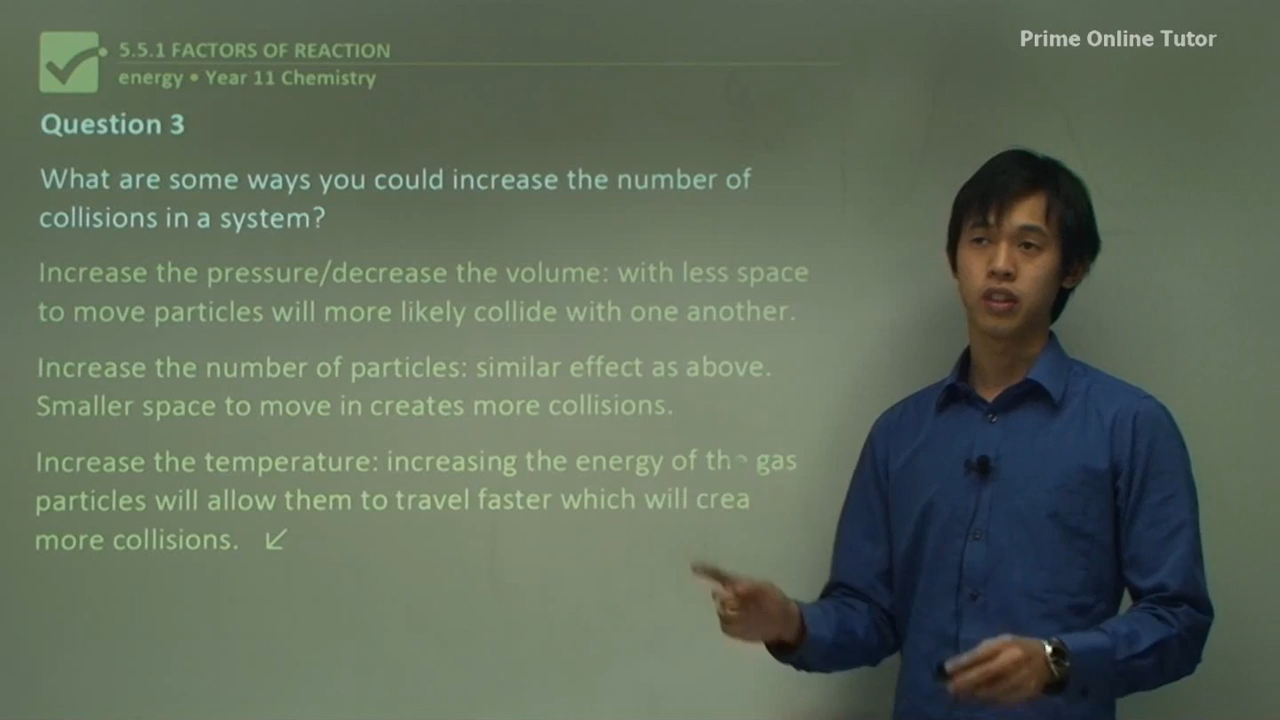 Prime Online Tutor
5.5.1 FACTORS OF REACTION
energy • Year 11 Chemistry
Question 3
What are some ways you could increase the number of
collisions in a system?
Increase the pressure/decrease the volume: with less space
to move particles will more likely collide with one another.
Increase the number of particles: similar effect as above.
Smaller space to move in creates more collisions.
Increase the temperature: increasing the energy of the gas
particles will allow them to travel faster which will crea
more collisions.